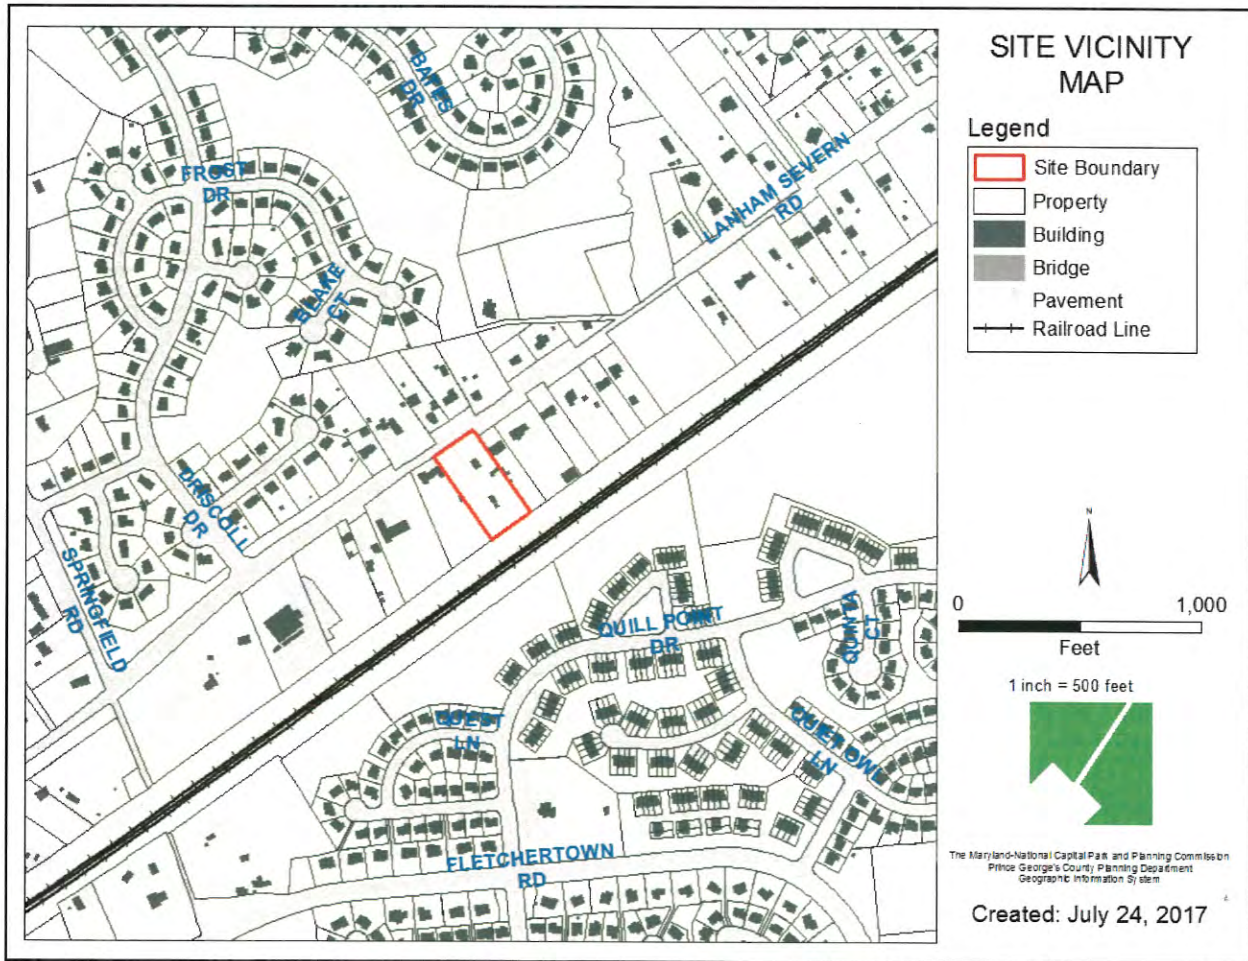 SITE VICINITY
MAP
Legend
Site Boundary
Property
Building
Bridge
Pavement
Railroad Line
BATES
DR
FROST
DR
LANHAM SEVERN
RD
BLAKE
CT
DRISCOLL
DR
SPRINGFIELD
RD
QUILL POINT
DR
QUINTA
CT
QUEST
LN
QUIET OWL
LN
FLETCHERTOWN
RD
N
0 1,000
Feet
1 inch = 500 feet
The Maryland-National Capital Park and Planning Commission
Prince George's County Planning Department
Geographic Information System
Created: July 24, 2017